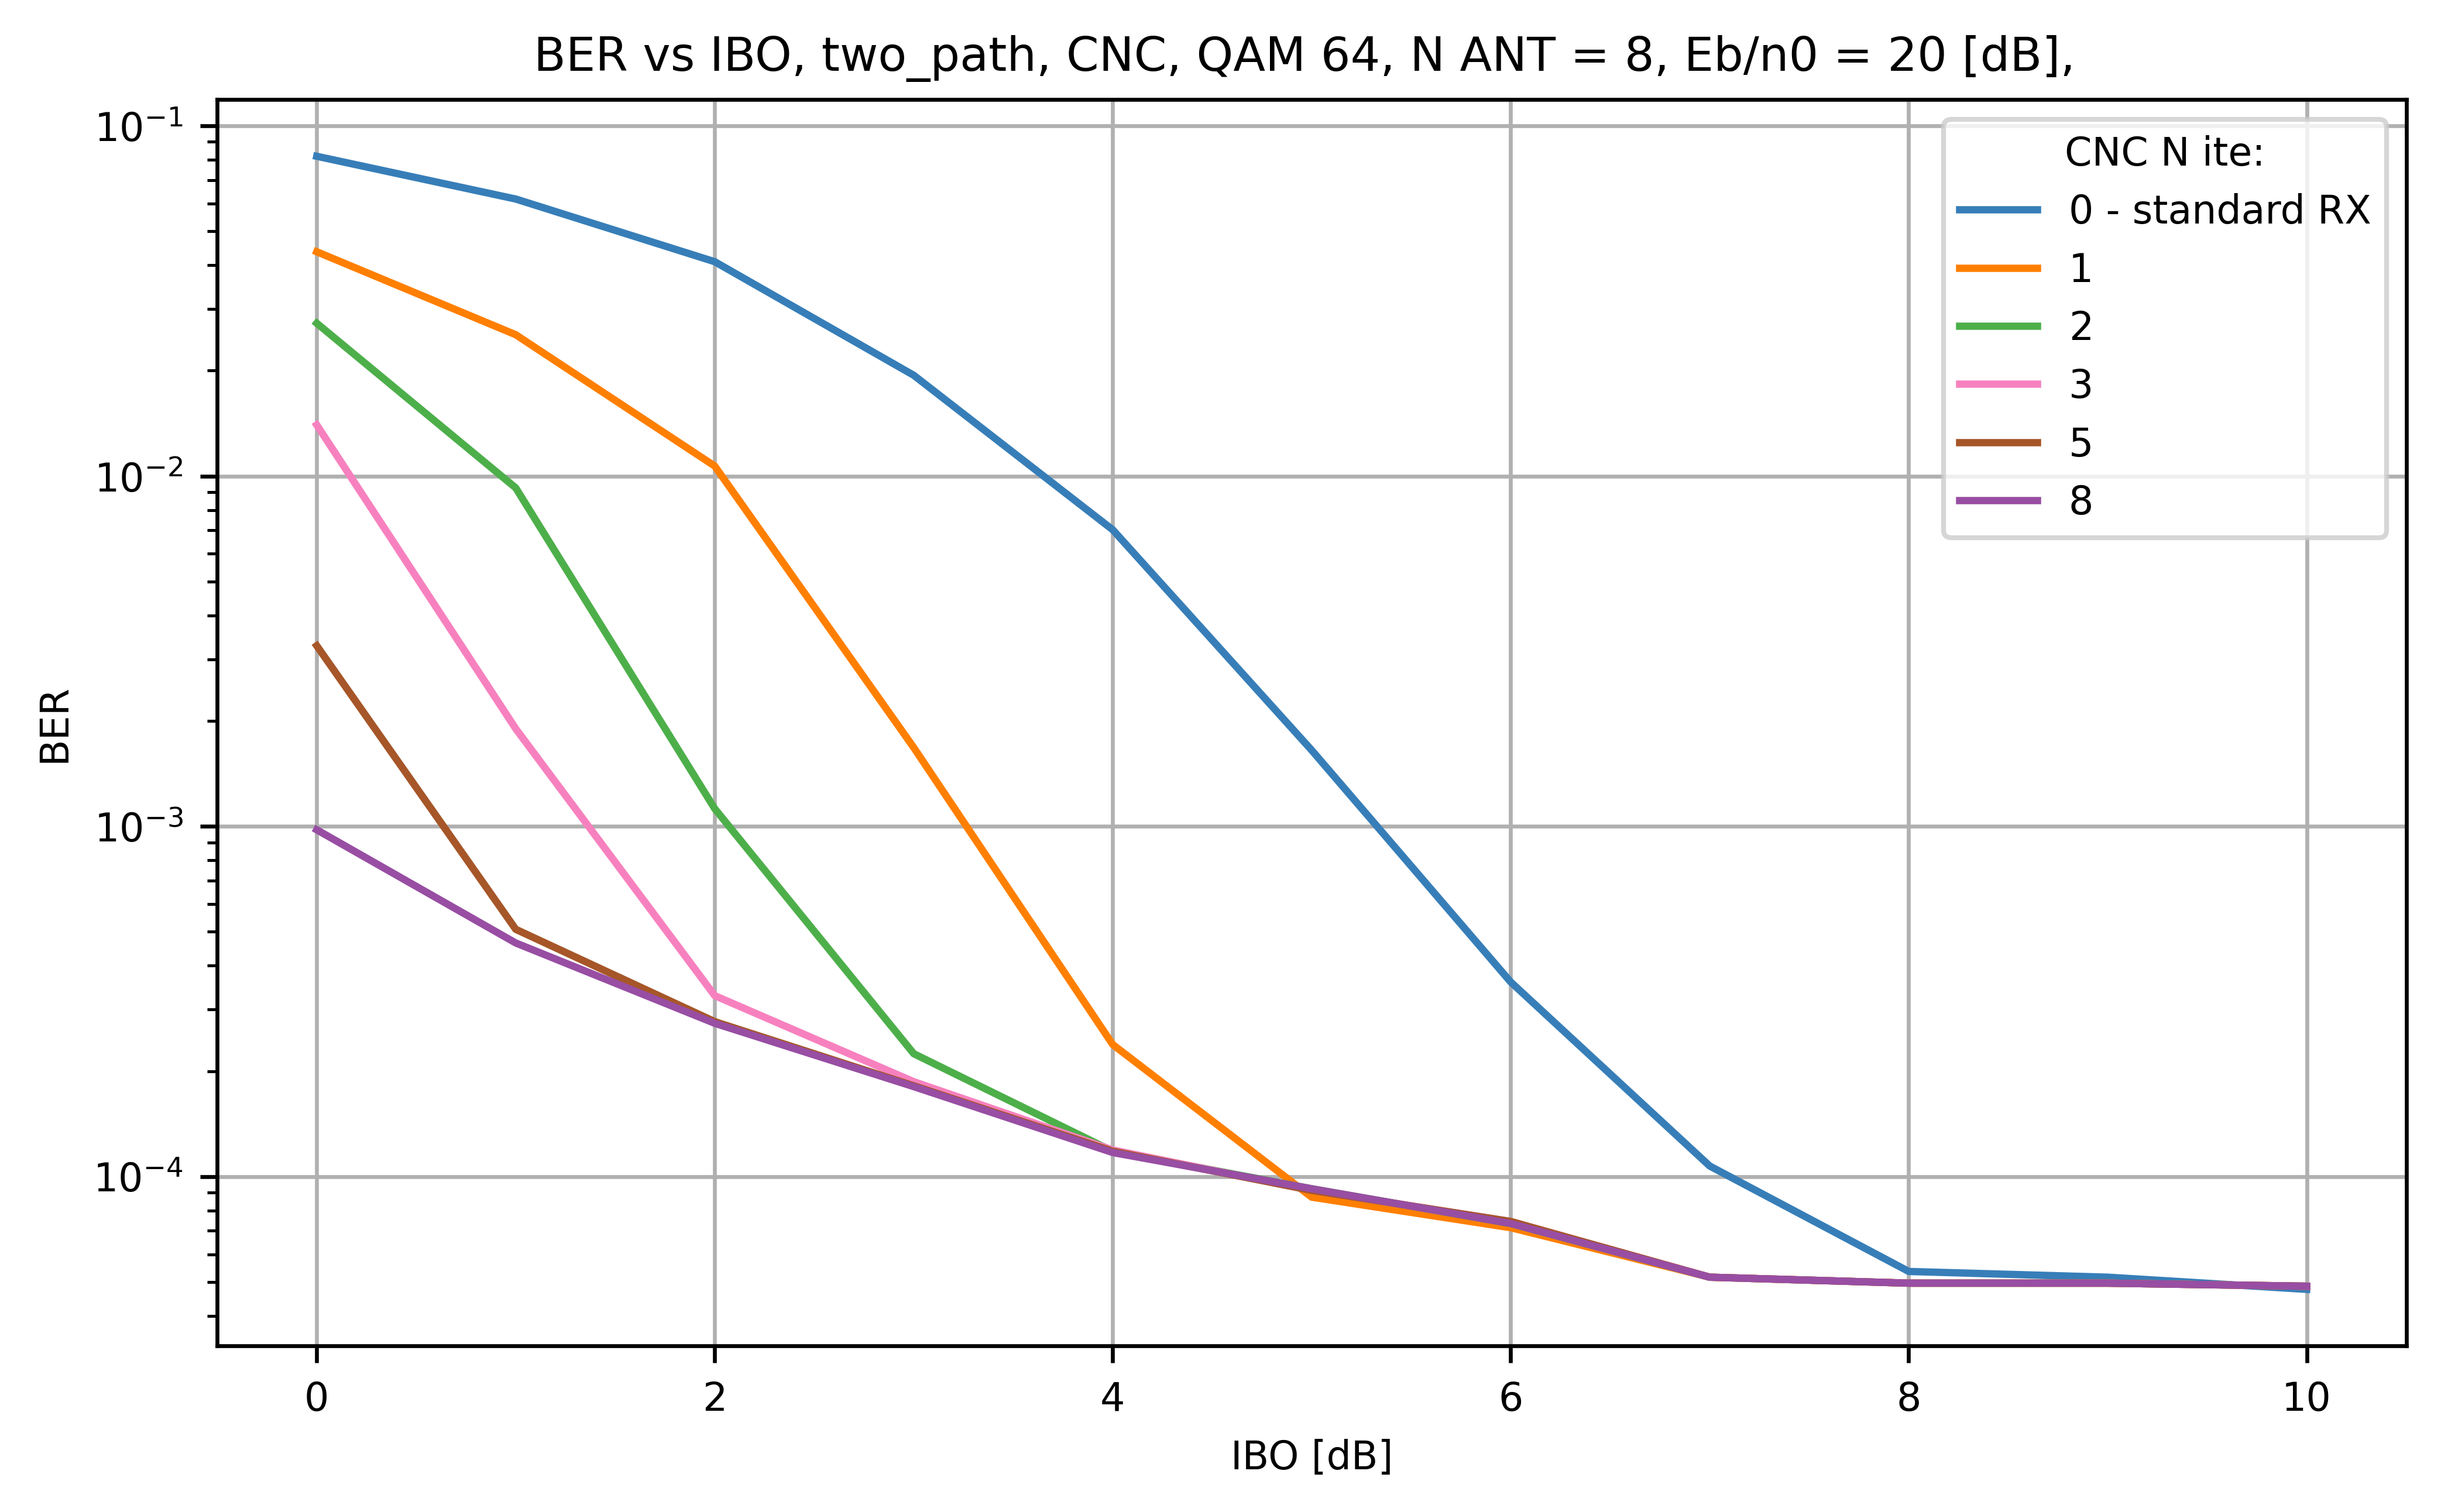 BER vs IBO, two_path, CNC, QAM 64, N ANT = 8, Eb/n0 = 20 [dB],
10⁻¹
10⁻²
10⁻³
10⁻⁴
BER
CNC N ite:
0 - standard RX
1
2
3
5
8
0 2 4 6 8 10
IBO [dB]